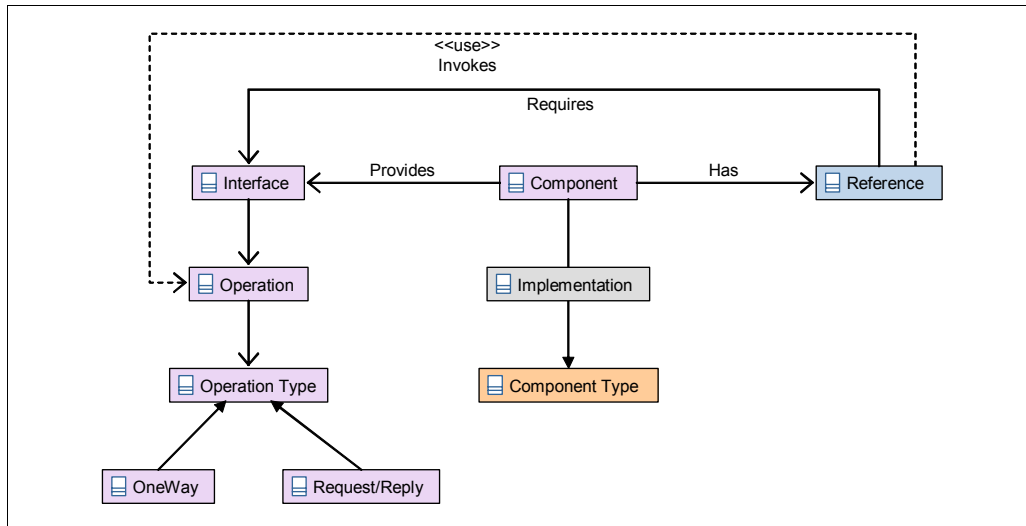 <<use>>
Invokes
Requires
Interface
Provides
Component
Has
Reference
Operation
Implementation
Operation Type
Component Type
OneWay
Request/Reply